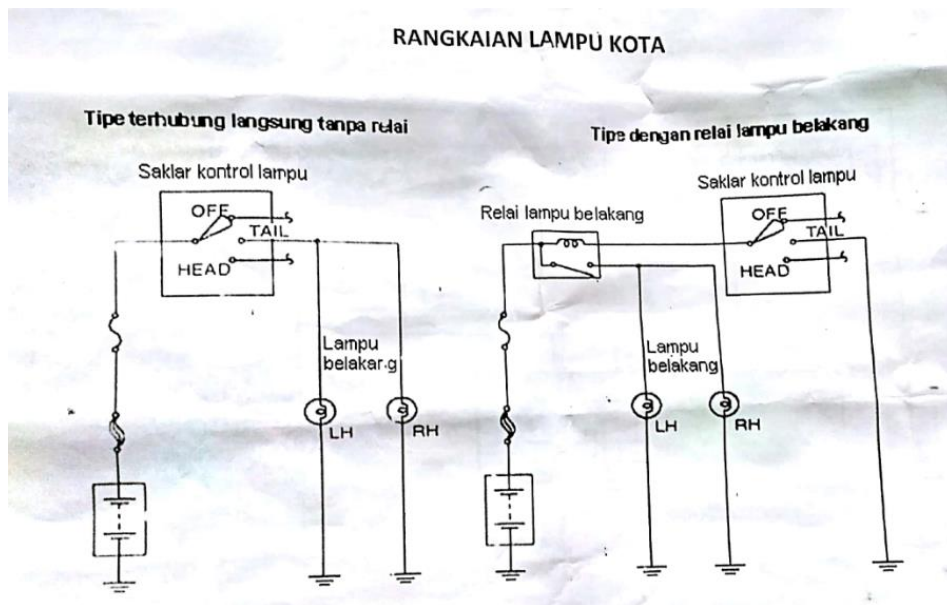 RANGKAIAN LAMPU KOTA
Tipe terhubung langsung tanpa relai
Saklar kontrol lampu
OFF
TAIL
HEAD
Lampu
belakang
LH
RH
Tipe dengan relai lampu belakang
Saklar kontrol lampu
Relai lampu belakang
OFF
TAIL
HEAD
Lampu
belakang
LH
RH